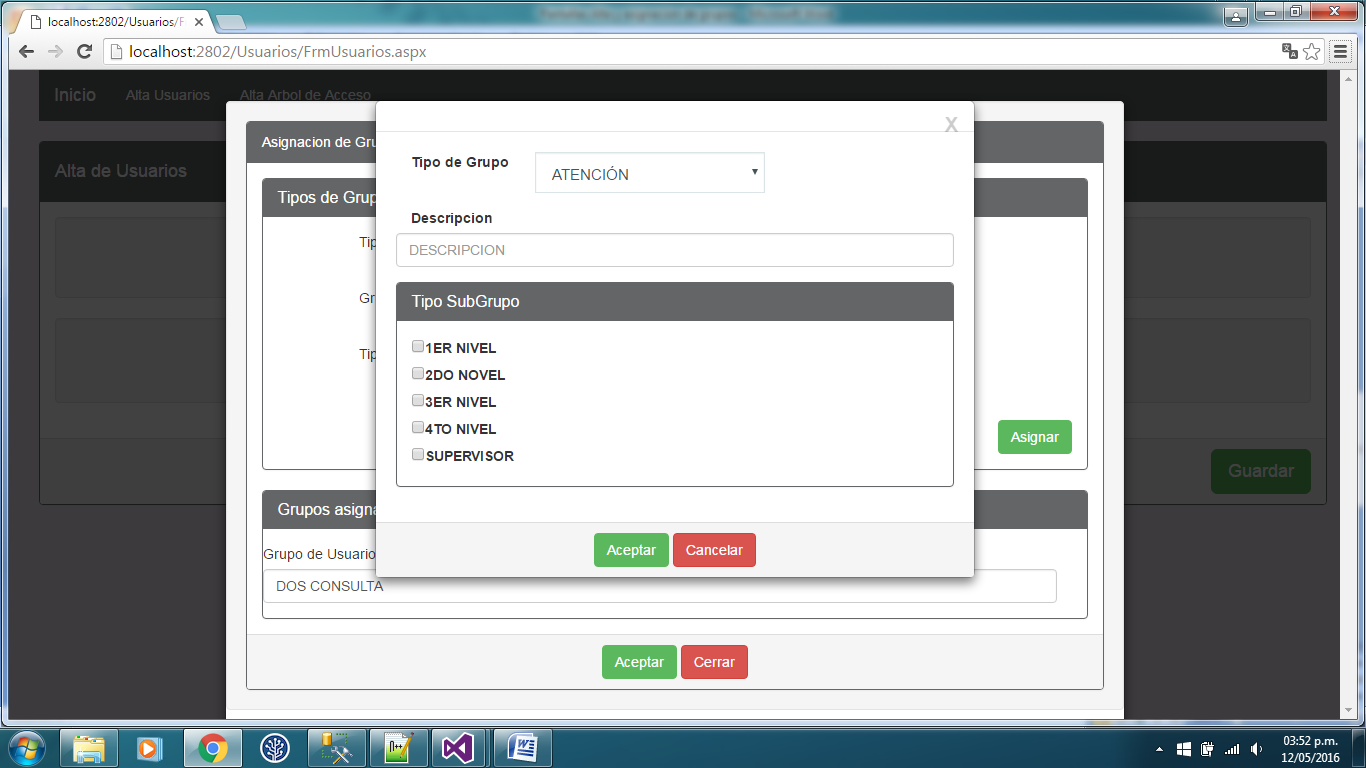 localhost:2802/Usuarios/F
localhost:2802/Usuarios/FrmUsuarios.aspx
Inicio Alta Usuarios Alta Arbol de Acceso
Alta de Usuarios
Asignacion de Gru
X
Tipo de Grupo ATENCIÓN
Tipos de Grup
Descripcion
Tip
DESCRIPCION
Gr
Tipo SubGrupo
1ER NIVEL
Tip
2DO NOVEL
3ER NIVEL
4TO NIVEL
Asignar
SUPERVISOR
Guardar
Grupos asigna
Aceptar Cancelar
Grupo de Usuario
DOS CONSULTA
Aceptar Cerrar
03:52 p.m.
12/05/2016